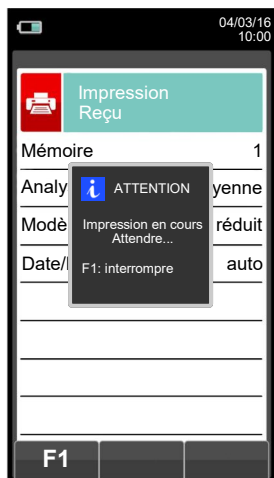 04/03/16
10:00
Impression
Reçu
Mémoire 1
Analy yenne
Modè réduit
Date/ auto
ATTENTION
Impression en cours
Attendre...
F1: interrompre
F1